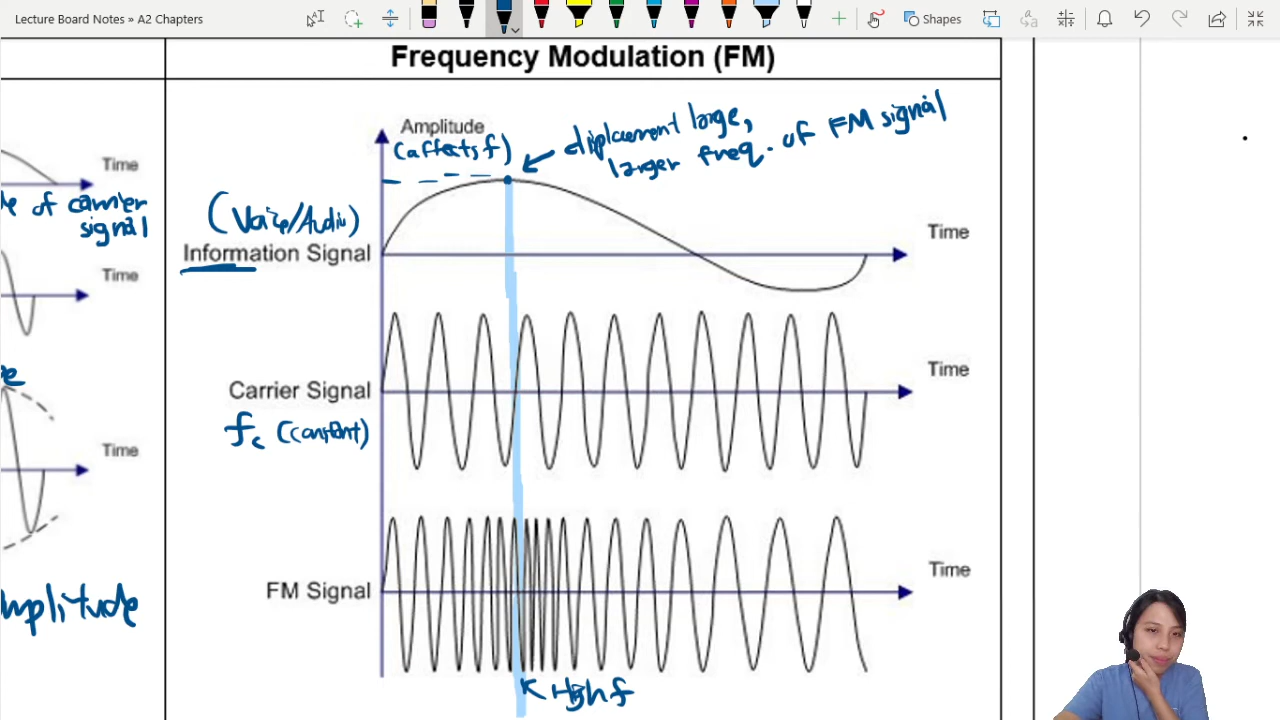 Lecture Board Notes » A2 Chapters
Shapes
Frequency Modulation (FM)
Amplitude
(affects f)
displacement large,
larger freq. of FM signal
Time
e of carrier
signal
(Voice/Audio)
Information Signal
Time
Time
Carrier Signal
Time
fc (constant)
Time
FM Signal
Time
mplitude
High f